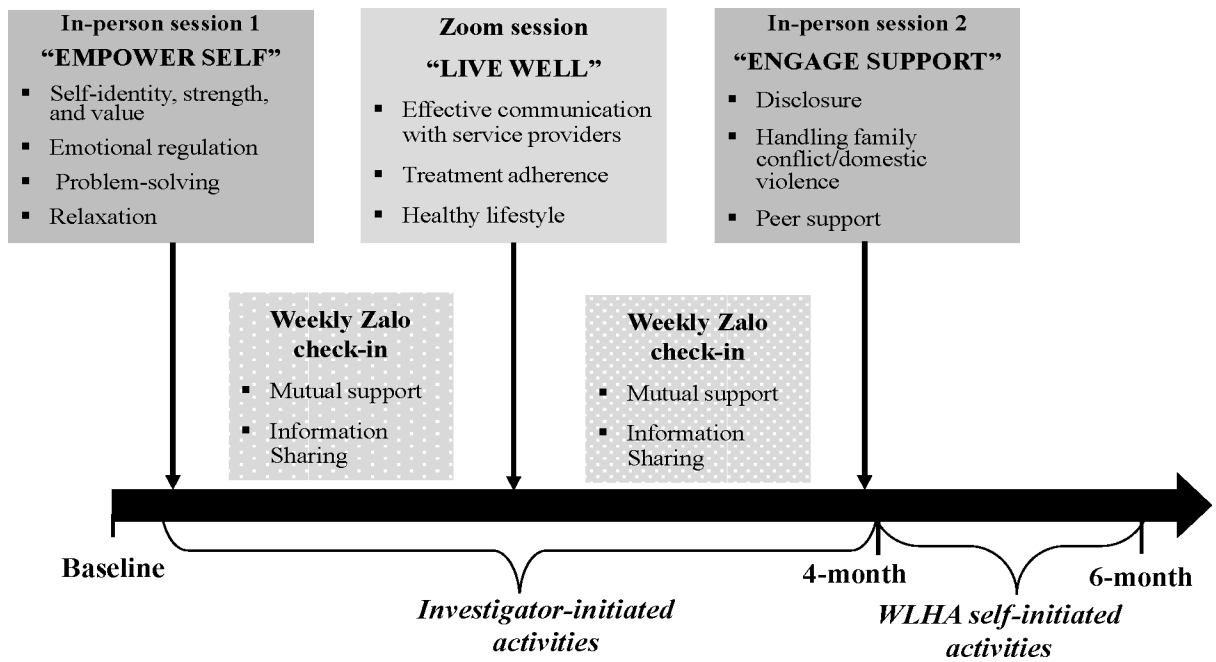 In-person session 1
“EMPOWER SELF”
▪ Self-identity, strength,
and value
▪ Emotional regulation
▪ Problem-solving
▪ Relaxation
Zoom session
“LIVE WELL”
▪ Effective communication
with service providers
▪ Treatment adherence
▪ Healthy lifestyle
In-person session 2
“ENGAGE SUPPORT”
▪ Disclosure
▪ Handling family
conflict/domestic
violence
▪ Peer support
Weekly Zalo
check-in
▪ Mutual support
▪ Information
Sharing
Weekly Zalo
check-in
▪ Mutual support
▪ Information
Sharing
Baseline
4-month
6-month
Investigator-initiated
activities
WLHA self-initiated
activities